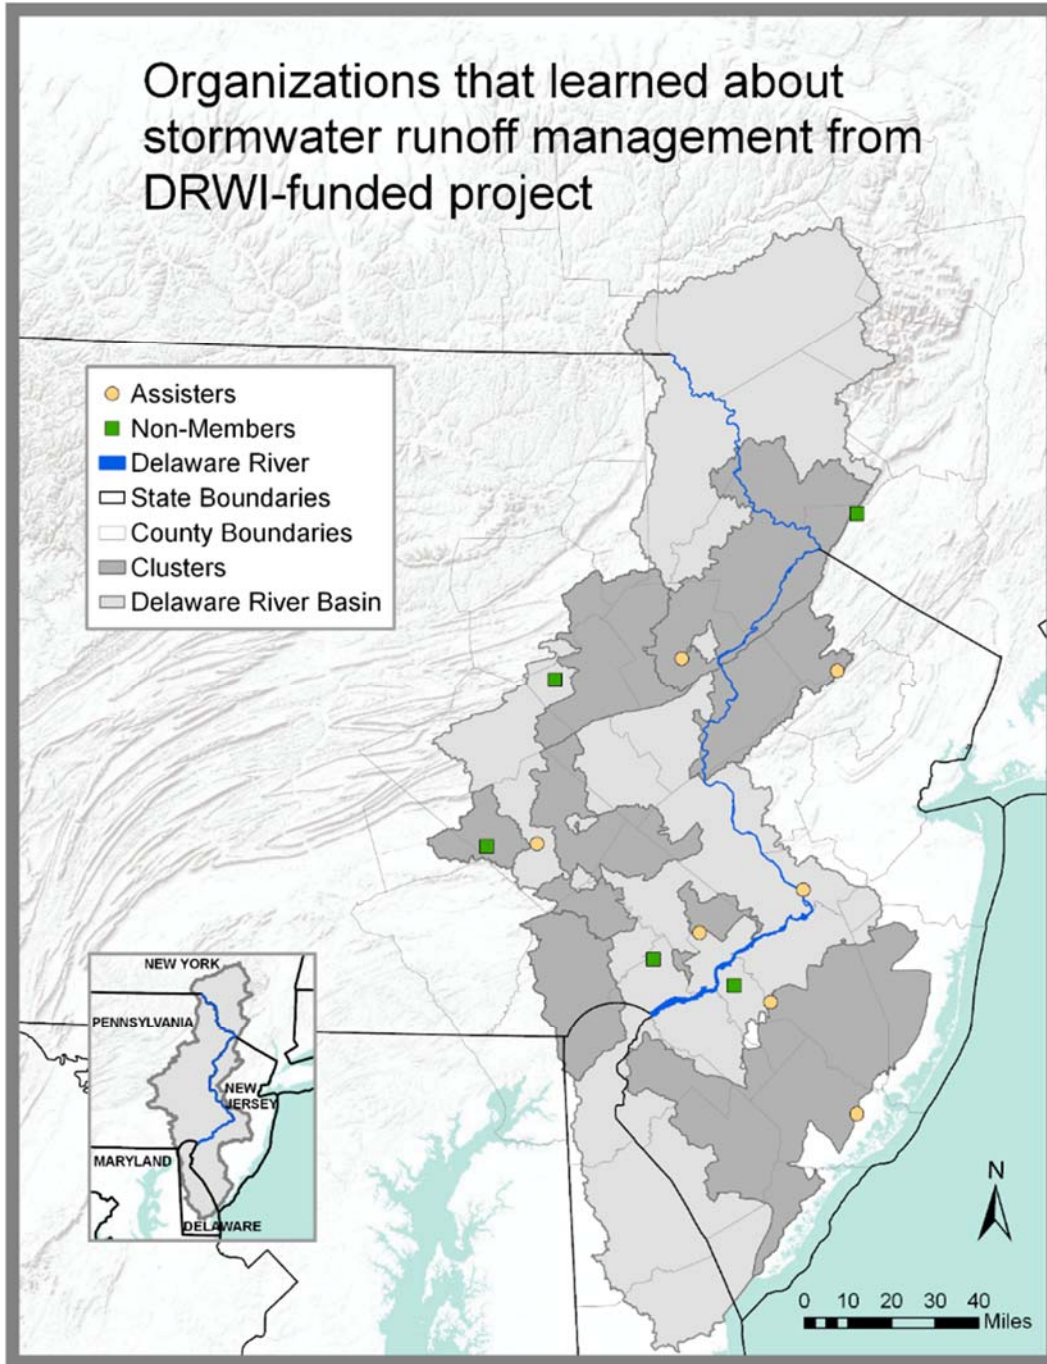 Organizations that learned about
stormwater runoff management from
DRWI-funded project
Assisters
Non-Members
Delaware River
State Boundaries
County Boundaries
Clusters
Delaware River Basin
NEW YORK
PENNSYLVANIA
NEW
JERSEY
MARYLAND
DELAWARE
N
0 10 20 30 40
Miles